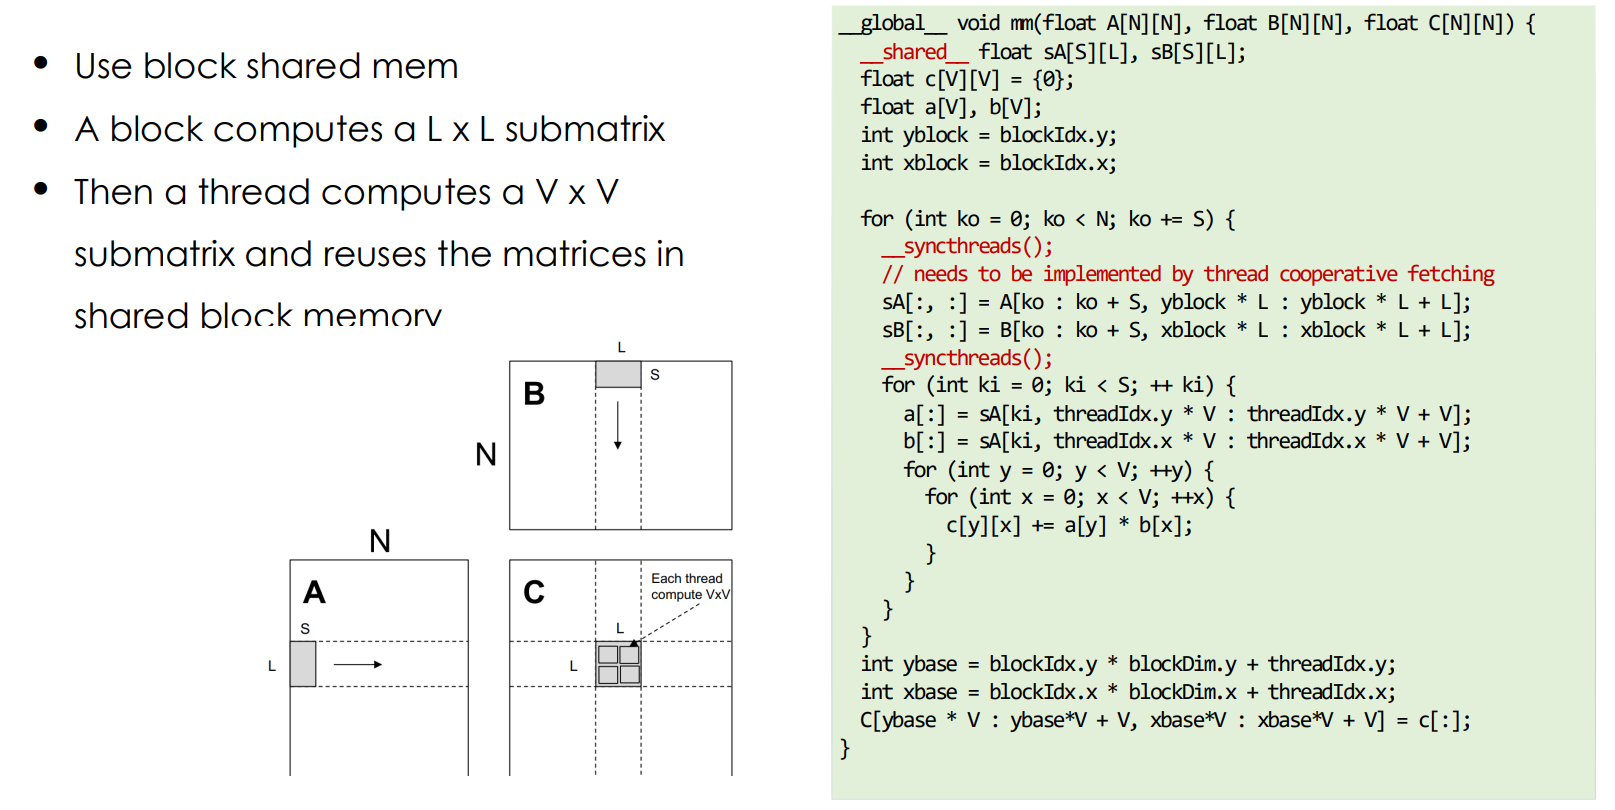 • Use block shared mem
• A block computes a L x L submatrix
• Then a thread computes a V x V
submatrix and reuses the matrices in
shared block memory
L
B
S
N
N
A
S
L
C
Each thread
compute VxV
L
L
__global__ void mm(float A[N][N], float B[N][N], float C[N][N]) {
  __shared__ float sA[S][L], sB[S][L];
  float c[V][V] = {0};
  float a[V], b[V];
  int yblock = blockIdx.y;
  int xblock = blockIdx.x;

  for (int ko = 0; ko < N; ko += S) {
    __syncthreads();
    // needs to be implemented by thread cooperative fetching
    sA[:, :] = A[ko : ko + S, yblock * L : yblock * L + L];
    sB[:, :] = B[ko : ko + S, xblock * L : xblock * L + L];
    __syncthreads();
    for (int ki = 0; ki < S; ++ ki) {
      a[:] = sA[ki, threadIdx.y * V : threadIdx.y * V + V];
      b[:] = sA[ki, threadIdx.x * V : threadIdx.x * V + V];
      for (int y = 0; y < V; ++y) {
        for (int x = 0; x < V; ++x) {
          c[y][x] += a[y] * b[x];
        }
      }
    }
  }
  int ybase = blockIdx.y * blockDim.y + threadIdx.y;
  int xbase = blockIdx.x * blockDim.x + threadIdx.x;
  C[ybase * V : ybase*V + V, xbase*V : xbase*V + V] = c[:];
}